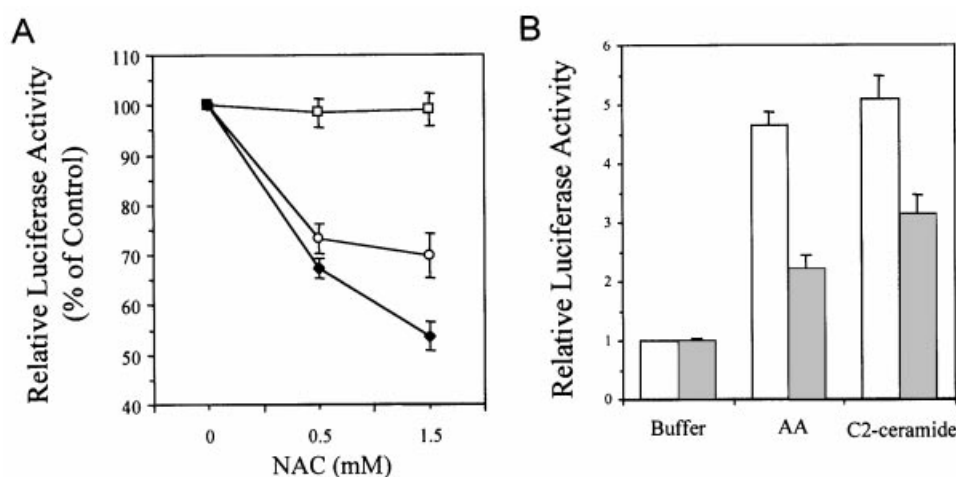 A
Relative Luciferase Activity
(% of Control)
110
100
90
80
70
60
50
40
0
0.5
1.5
NAC (mM)
B
Relative Luciferase Activity
6
5
4
3
2
1
0
Buffer
AA
C2-ceramide